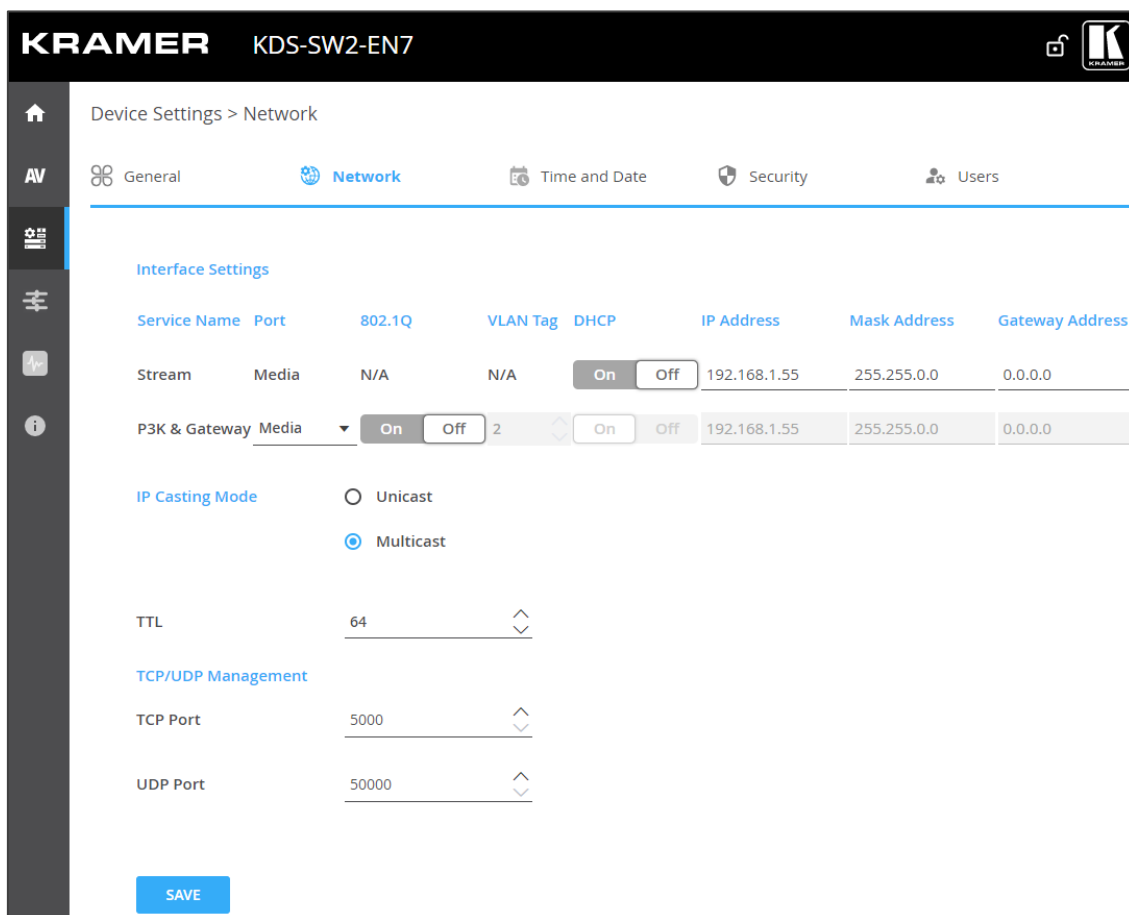 KRAMER KDS-SW2-EN7
KRAMER
Device Settings > Network
AV General Network Time and Date Security Users
Interface Settings
Service Name Port 802.1Q VLAN Tag DHCP IP Address Mask Address Gateway Address
Stream Media N/A N/A On Off 192.168.1.55 255.255.0.0 0.0.0.0
P3K & Gateway Media On Off 2 On Off 192.168.1.55 255.255.0.0 0.0.0.0
IP Casting Mode Unicast
Multicast
TTL 64
TCP/UDP Management
TCP Port 5000
UDP Port 50000
SAVE